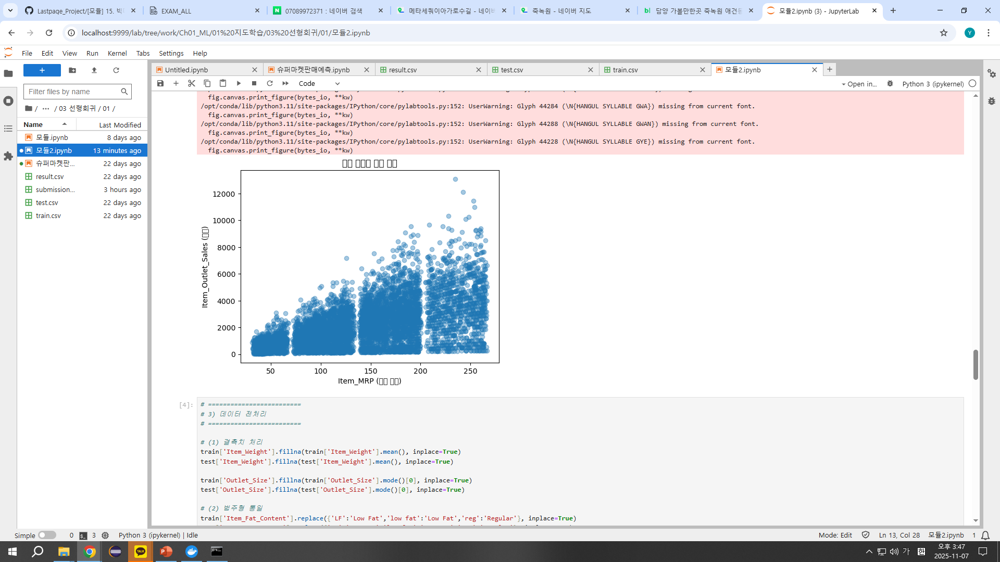 Lastpage_Project/[모듈] 15. 빅
EXAM_ALL
07089972371 : 네이버 검색
메타세쿼이아가로수길 - 네이버
죽녹원 - 네이버 지도
담양 가볼만한곳 죽녹원 애견동
모듈2.ipynb (3) - JupyterLab
localhost:9999/lab/tree/work/Ch01_ML/01%20지도학습/03%20선형회귀/01/모듈2.ipynb
Y
File Edit View Run Kernel Tabs Settings Help
Untitled.ipynb
슈퍼마켓판매예측.ipynb
result.csv
test.csv
train.csv
모듈2.ipynb
Code
Open in...
Python 3 (ipykernel)
Filter files by name
/ ··· / 03 선형회귀 / 01 /
Name Last Modified
모듈.ipynb 8 days ago
모듈2.ipynb 13 minutes ago
슈퍼마켓판... 22 days ago
result.csv 22 days ago
submission... 3 hours ago
test.csv 22 days ago
train.csv 22 days ago
fig.canvas.print_figure(bytes_io, **kw)
/opt/conda/lib/python3.11/site-packages/IPython/core/pylabtools.py:152: UserWarning: Glyph 44284 (\N{HANGUL SYLLABLE GWA}) missing from current font.
fig.canvas.print_figure(bytes_io, **kw)
/opt/conda/lib/python3.11/site-packages/IPython/core/pylabtools.py:152: UserWarning: Glyph 44288 (\N{HANGUL SYLLABLE GWAN}) missing from current font.
fig.canvas.print_figure(bytes_io, **kw)
/opt/conda/lib/python3.11/site-packages/IPython/core/pylabtools.py:152: UserWarning: Glyph 44228 (\N{HANGUL SYLLABLE GYE}) missing from current font.
fig.canvas.print_figure(bytes_io, **kw)
12000
10000
8000
6000
4000
2000
0
Item_Outlet_Sales (▯▯)
50 100 150 200 250
Item_MRP (▯▯ ▯▯)
[4]:
# =========================
# 3) 데이터 전처리
# =========================
# (1) 결측치 처리
train['Item_Weight'].fillna(train['Item_Weight'].mean(), inplace=True)
test['Item_Weight'].fillna(test['Item_Weight'].mean(), inplace=True)
train['Outlet_Size'].fillna(train['Outlet_Size'].mode()[0], inplace=True)
test['Outlet_Size'].fillna(test['Outlet_Size'].mode()[0], inplace=True)
# (2) 범주형 통일
train['Item_Fat_Content'].replace({'LF':'Low Fat','low fat':'Low Fat','reg':'Regular'}, inplace=True)
Simple 0 3 Python 3 (ipykernel) | Idle
Mode: Edit Ln 13, Col 28 모듈2.ipynb 1
TALK
가 한
오후 3:47
2025-11-07